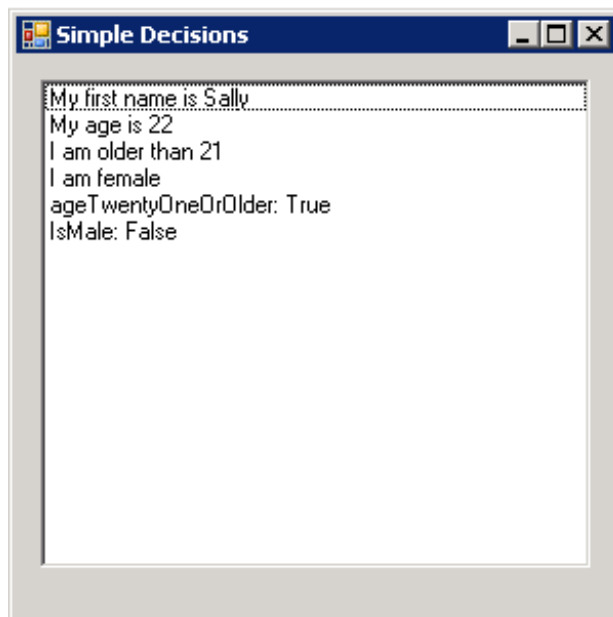 Simple Decisions
My first name is Sally
My age is 22
I am older than 21
I am female
ageTwentyOneOrOlder: True
IsMale: False